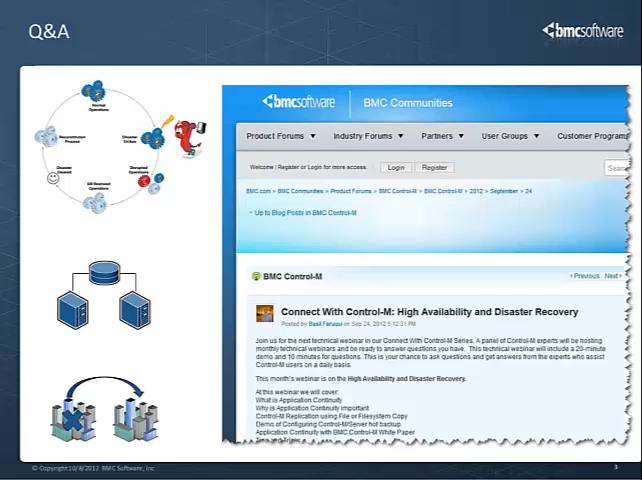 Q&A
bmcsoftware
Normal
Operations
Disaster
Strikes
Disrupted
Operations
BAU Restored
Operations
Disaster
Cleared
Reconstruction
Process
bmcsoftware
BMC Communities
Product Forums Industry Forums Partners User Groups Customer Program
Welcome ! Register or Login for more access. Login Register Sear
BMC.com > BMC Communities > Product Forums > BMC Control-M > BMC Control-M > 2012 > September > 24
Up to Blog Posts in BMC Control-M
BMC Control-M
Previous Next
Connect With Control-M: High Availability and Disaster Recovery
Posted by Basil Faruqui on Sep 24, 2012 5:12:31 PM
Join us for the next technical webinar in our Connect With Control-M Series. A panel of Control-M experts will be hosting
monthly technical webinars and be ready to answer questions you have. This technical webinar will include a 20-minute
demo and 10 minutes for questions. This is your chance to ask questions and get answers from the experts who assist
Control-M users on a daily basis.
This month's webinar is on the High Availability and Disaster Recovery.
At this webinar we will cover:
What is Application Continuity
Why is Application Continuity important
Control-M Replication using File or Filesystem Copy
Demo of Configuring Control-M/Server hot backup
Application Continuity with BMC Control-M White Paper
© Copyright 10/8/2012 BMC Software, Inc
3